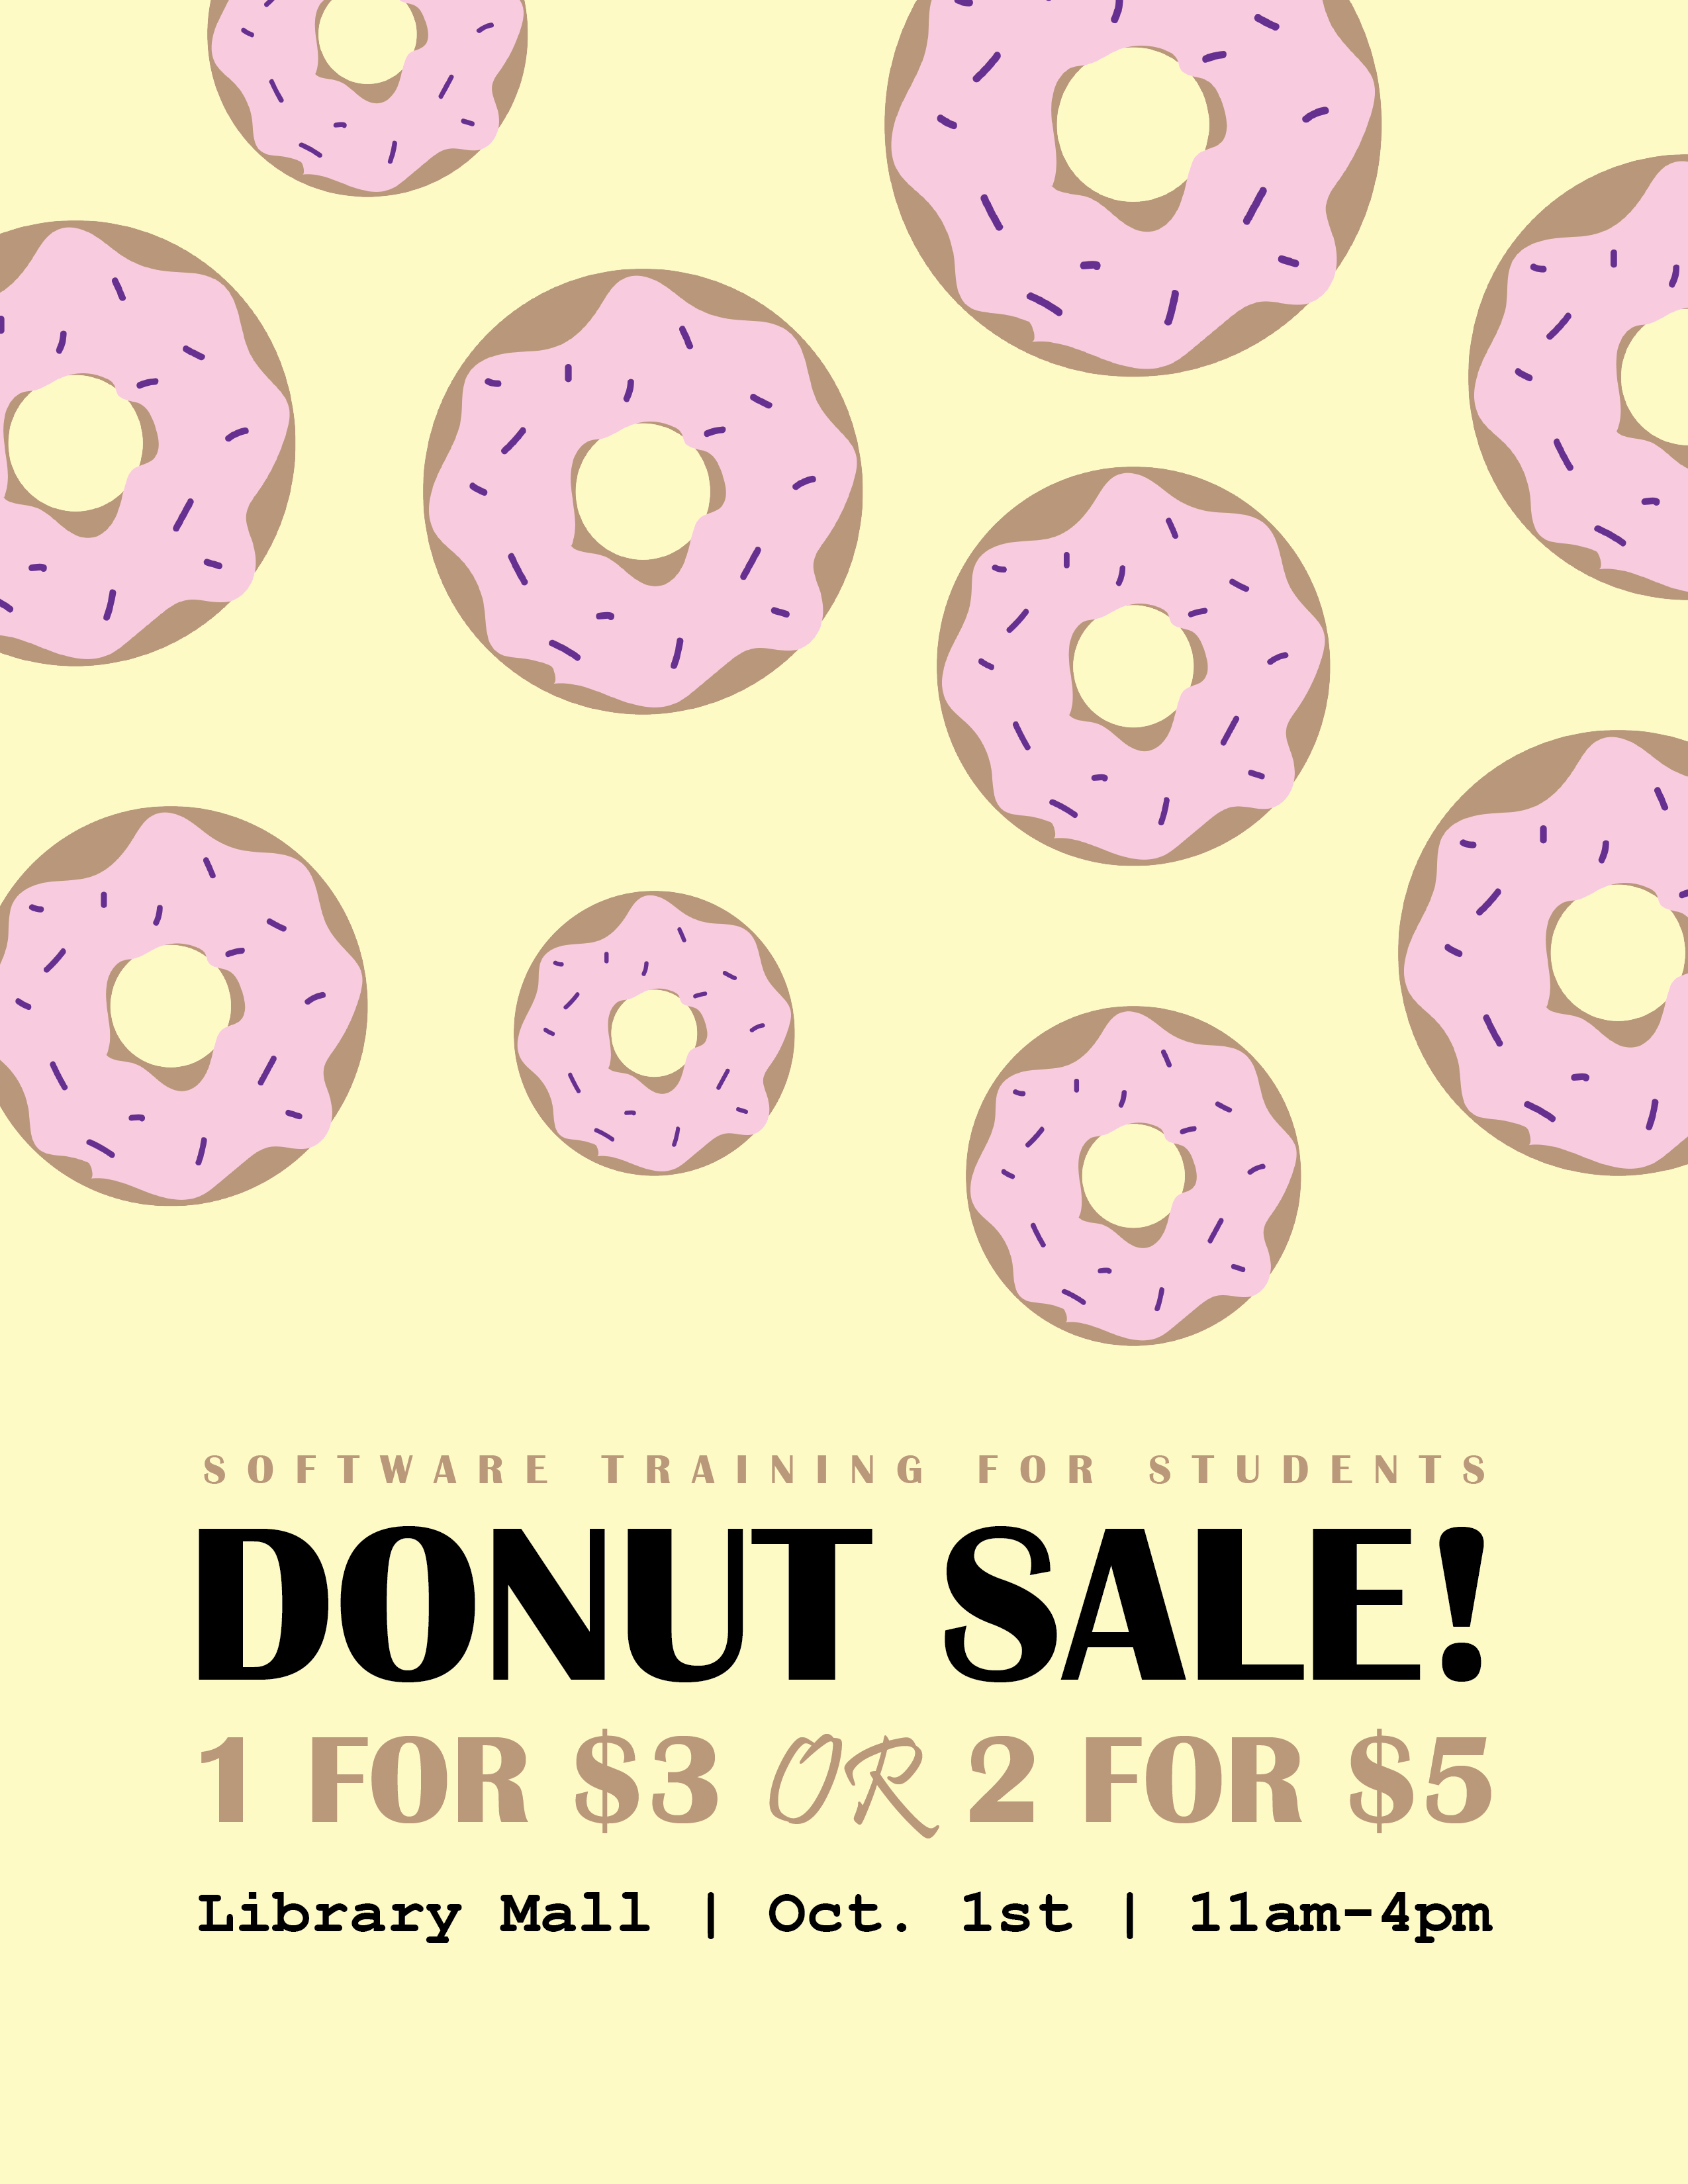 SOFTWARE TRAINING FOR STUDENTS
DONUT SALE!
1 FOR $3 OR 2 FOR $5
Library Mall | Oct. 1st | 11am-4pm